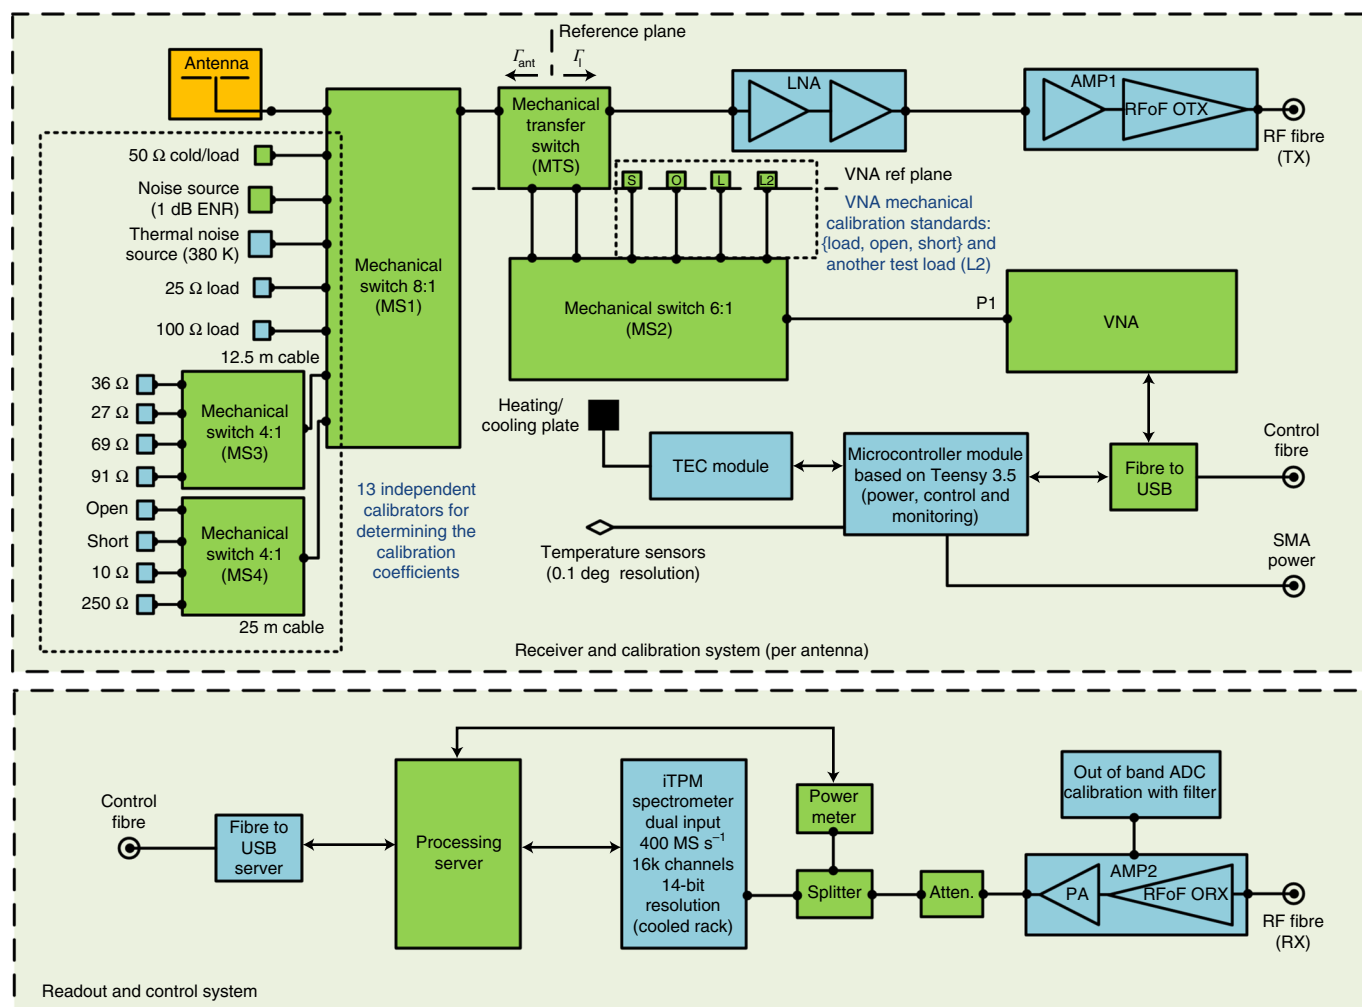 Reference plane
Γant
Γl
Antenna
LNA
AMP1
RFoF OTX
RF fibre
(TX)
Mechanical
transfer
switch
(MTS)
50 Ω cold/load
Noise source
(1 dB ENR)
Thermal noise
source (380 K)
25 Ω load
100 Ω load
12.5 m cable
Mechanical
switch 8:1
(MS1)
S
O
L
L2
VNA ref plane
VNA mechanical
calibration standards:
{load, open, short} and
another test load (L2)
Mechanical switch 6:1
(MS2)
P1
VNA
36 Ω
27 Ω
69 Ω
91 Ω
Mechanical
switch 4:1
(MS3)
Open
Short
10 Ω
250 Ω
Mechanical
switch 4:1
(MS4)
25 m cable
13 independent
calibrators for
determining the
calibration
coefficients
Heating/
cooling plate
TEC module
Microcontroller module
based on Teensy 3.5
(power, control and
monitoring)
Fibre to
USB
Control
fibre
Temperature sensors
(0.1 deg resolution)
SMA
power
Receiver and calibration system (per antenna)
Control
fibre
Fibre to
USB
server
Processing
server
iTPM
spectrometer
dual input
400 MS s⁻¹
16k channels
14-bit
resolution
(cooled rack)
Power
meter
Splitter
Atten.
Out of band ADC
calibration with filter
AMP2
PA
RFoF ORX
RF fibre
(RX)
Readout and control system